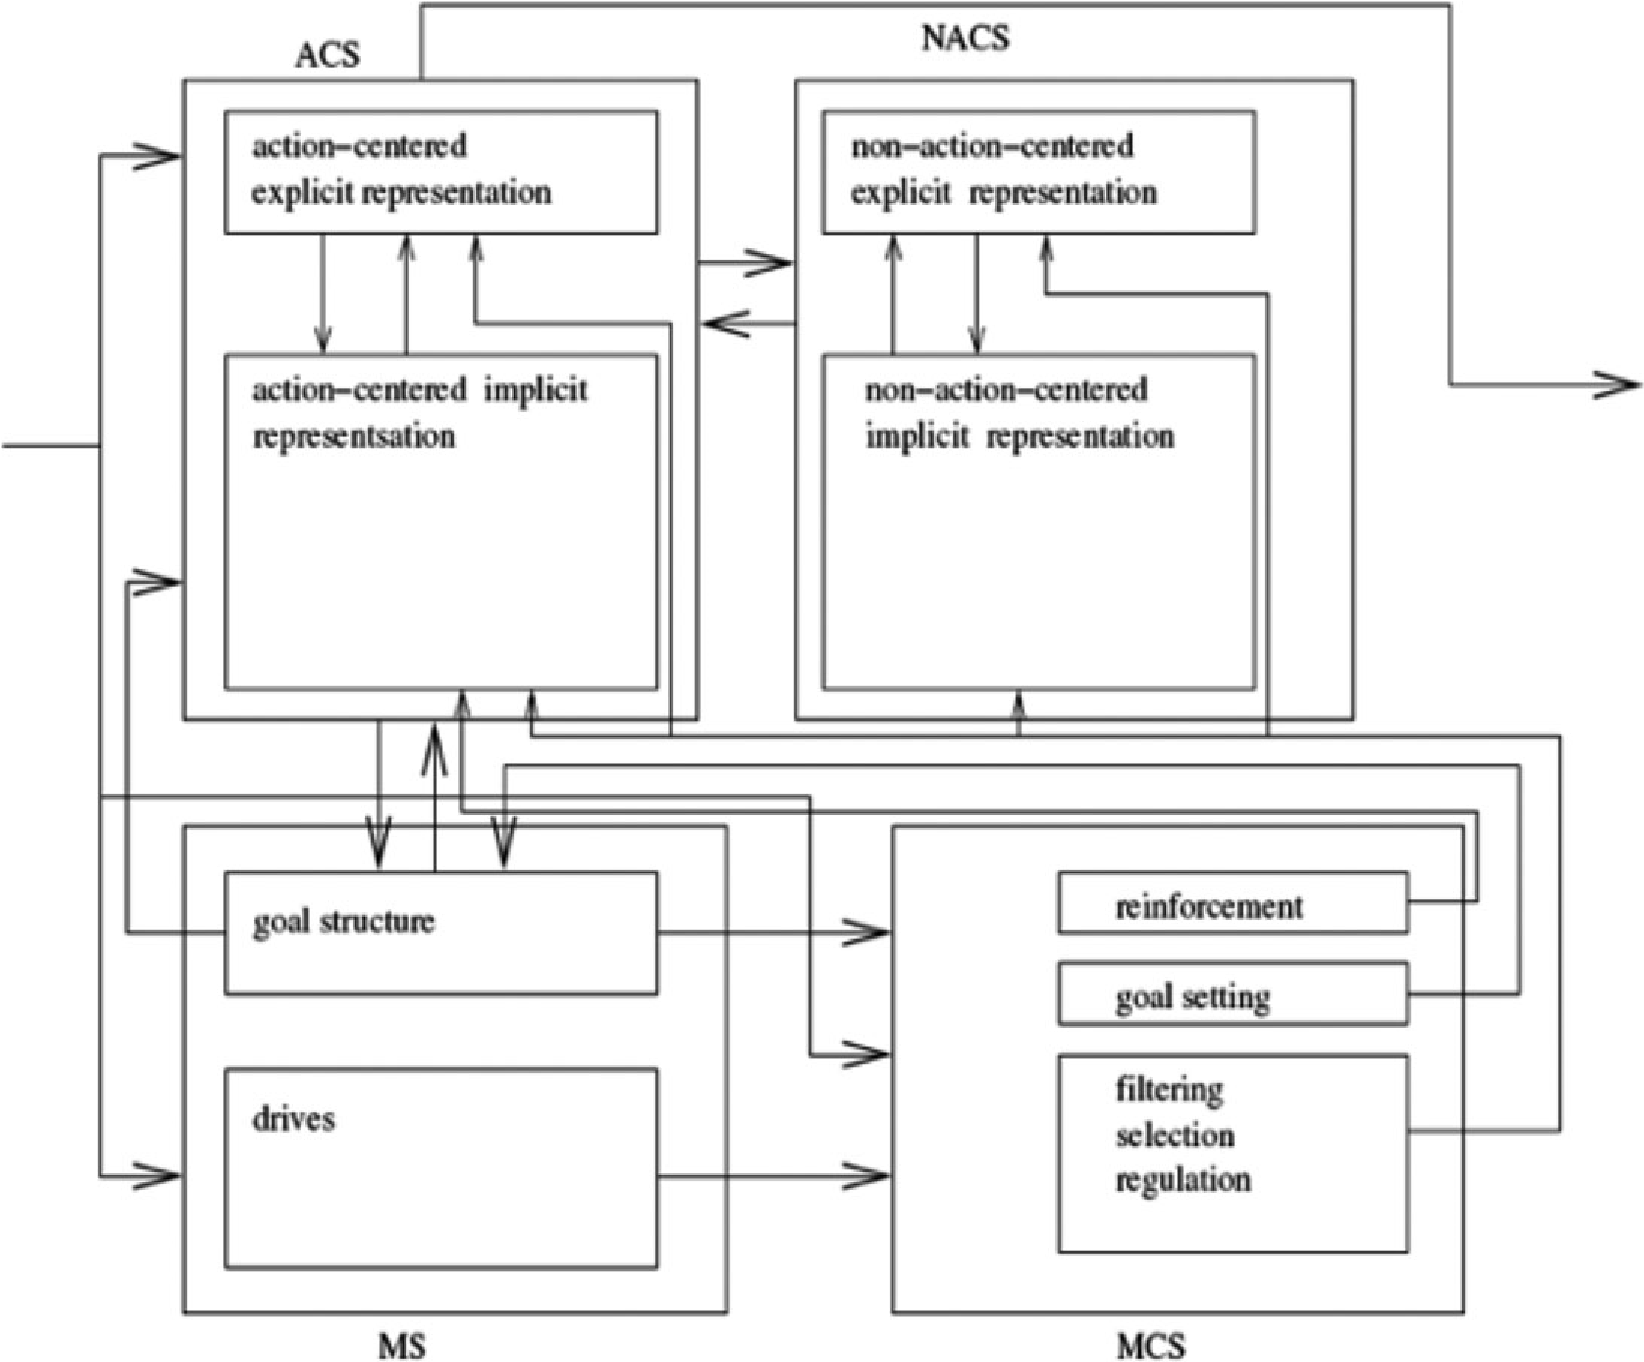 ACS
NACS
action-centered
explicit representation
non-action-centered
explicit representation
action-centered implicit
representsation
non-action-centered
implicit representation
goal structure
drives
reinforcement
goal setting
filtering
selection
regulation
MS
MCS